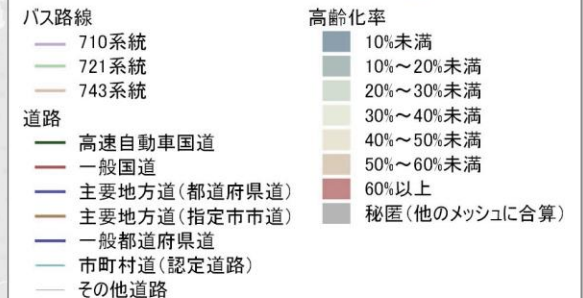 バス路線
710系統
721系統
743系統
道路
高速自動車国道
一般国道
主要地方道(都道府県道)
主要地方道(指定市市道)
一般都道府県道
市町村道(認定道路)
その他道路
高齢化率
10%未満
10%～20%未満
20%～30%未満
30%～40%未満
40%～50%未満
50%～60%未満
60%以上
秘匿(他のメッシュに合算)